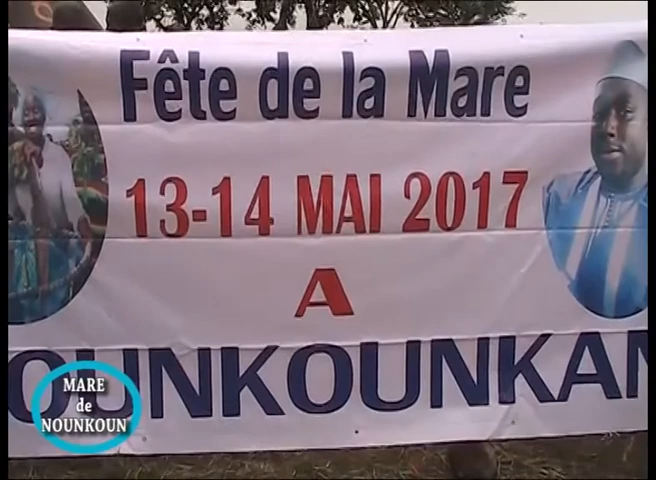 Fête de la Mare
13-14 MAI 2017
A
OUNKOUNKAN
MARE
de
NOUNKOUN